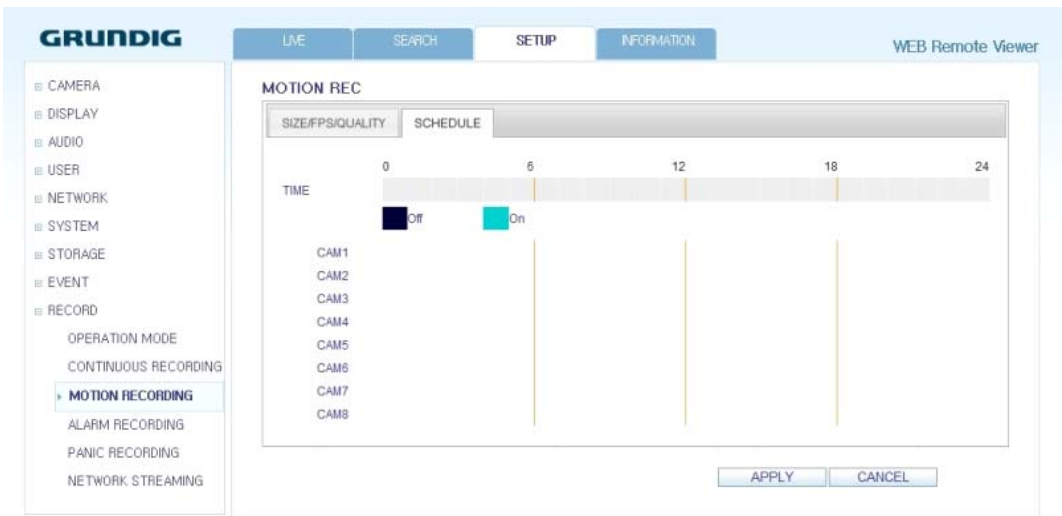 GRUNDIG
LIVE
SEARCH
SETUP
INFORMATION
WEB Remote Viewer
CAMERA
DISPLAY
AUDIO
USER
NETWORK
SYSTEM
STORAGE
EVENT
RECORD
OPERATION MODE
CONTINUOUS RECORDING
MOTION RECORDING
ALARM RECORDING
PANIC RECORDING
NETWORK STREAMING
MOTION REC
SIZE/FPS/QUALITY
SCHEDULE
0 6 12 18 24
TIME
Off On
CAM1
CAM2
CAM3
CAM4
CAM5
CAM6
CAM7
CAM8
APPLY
CANCEL